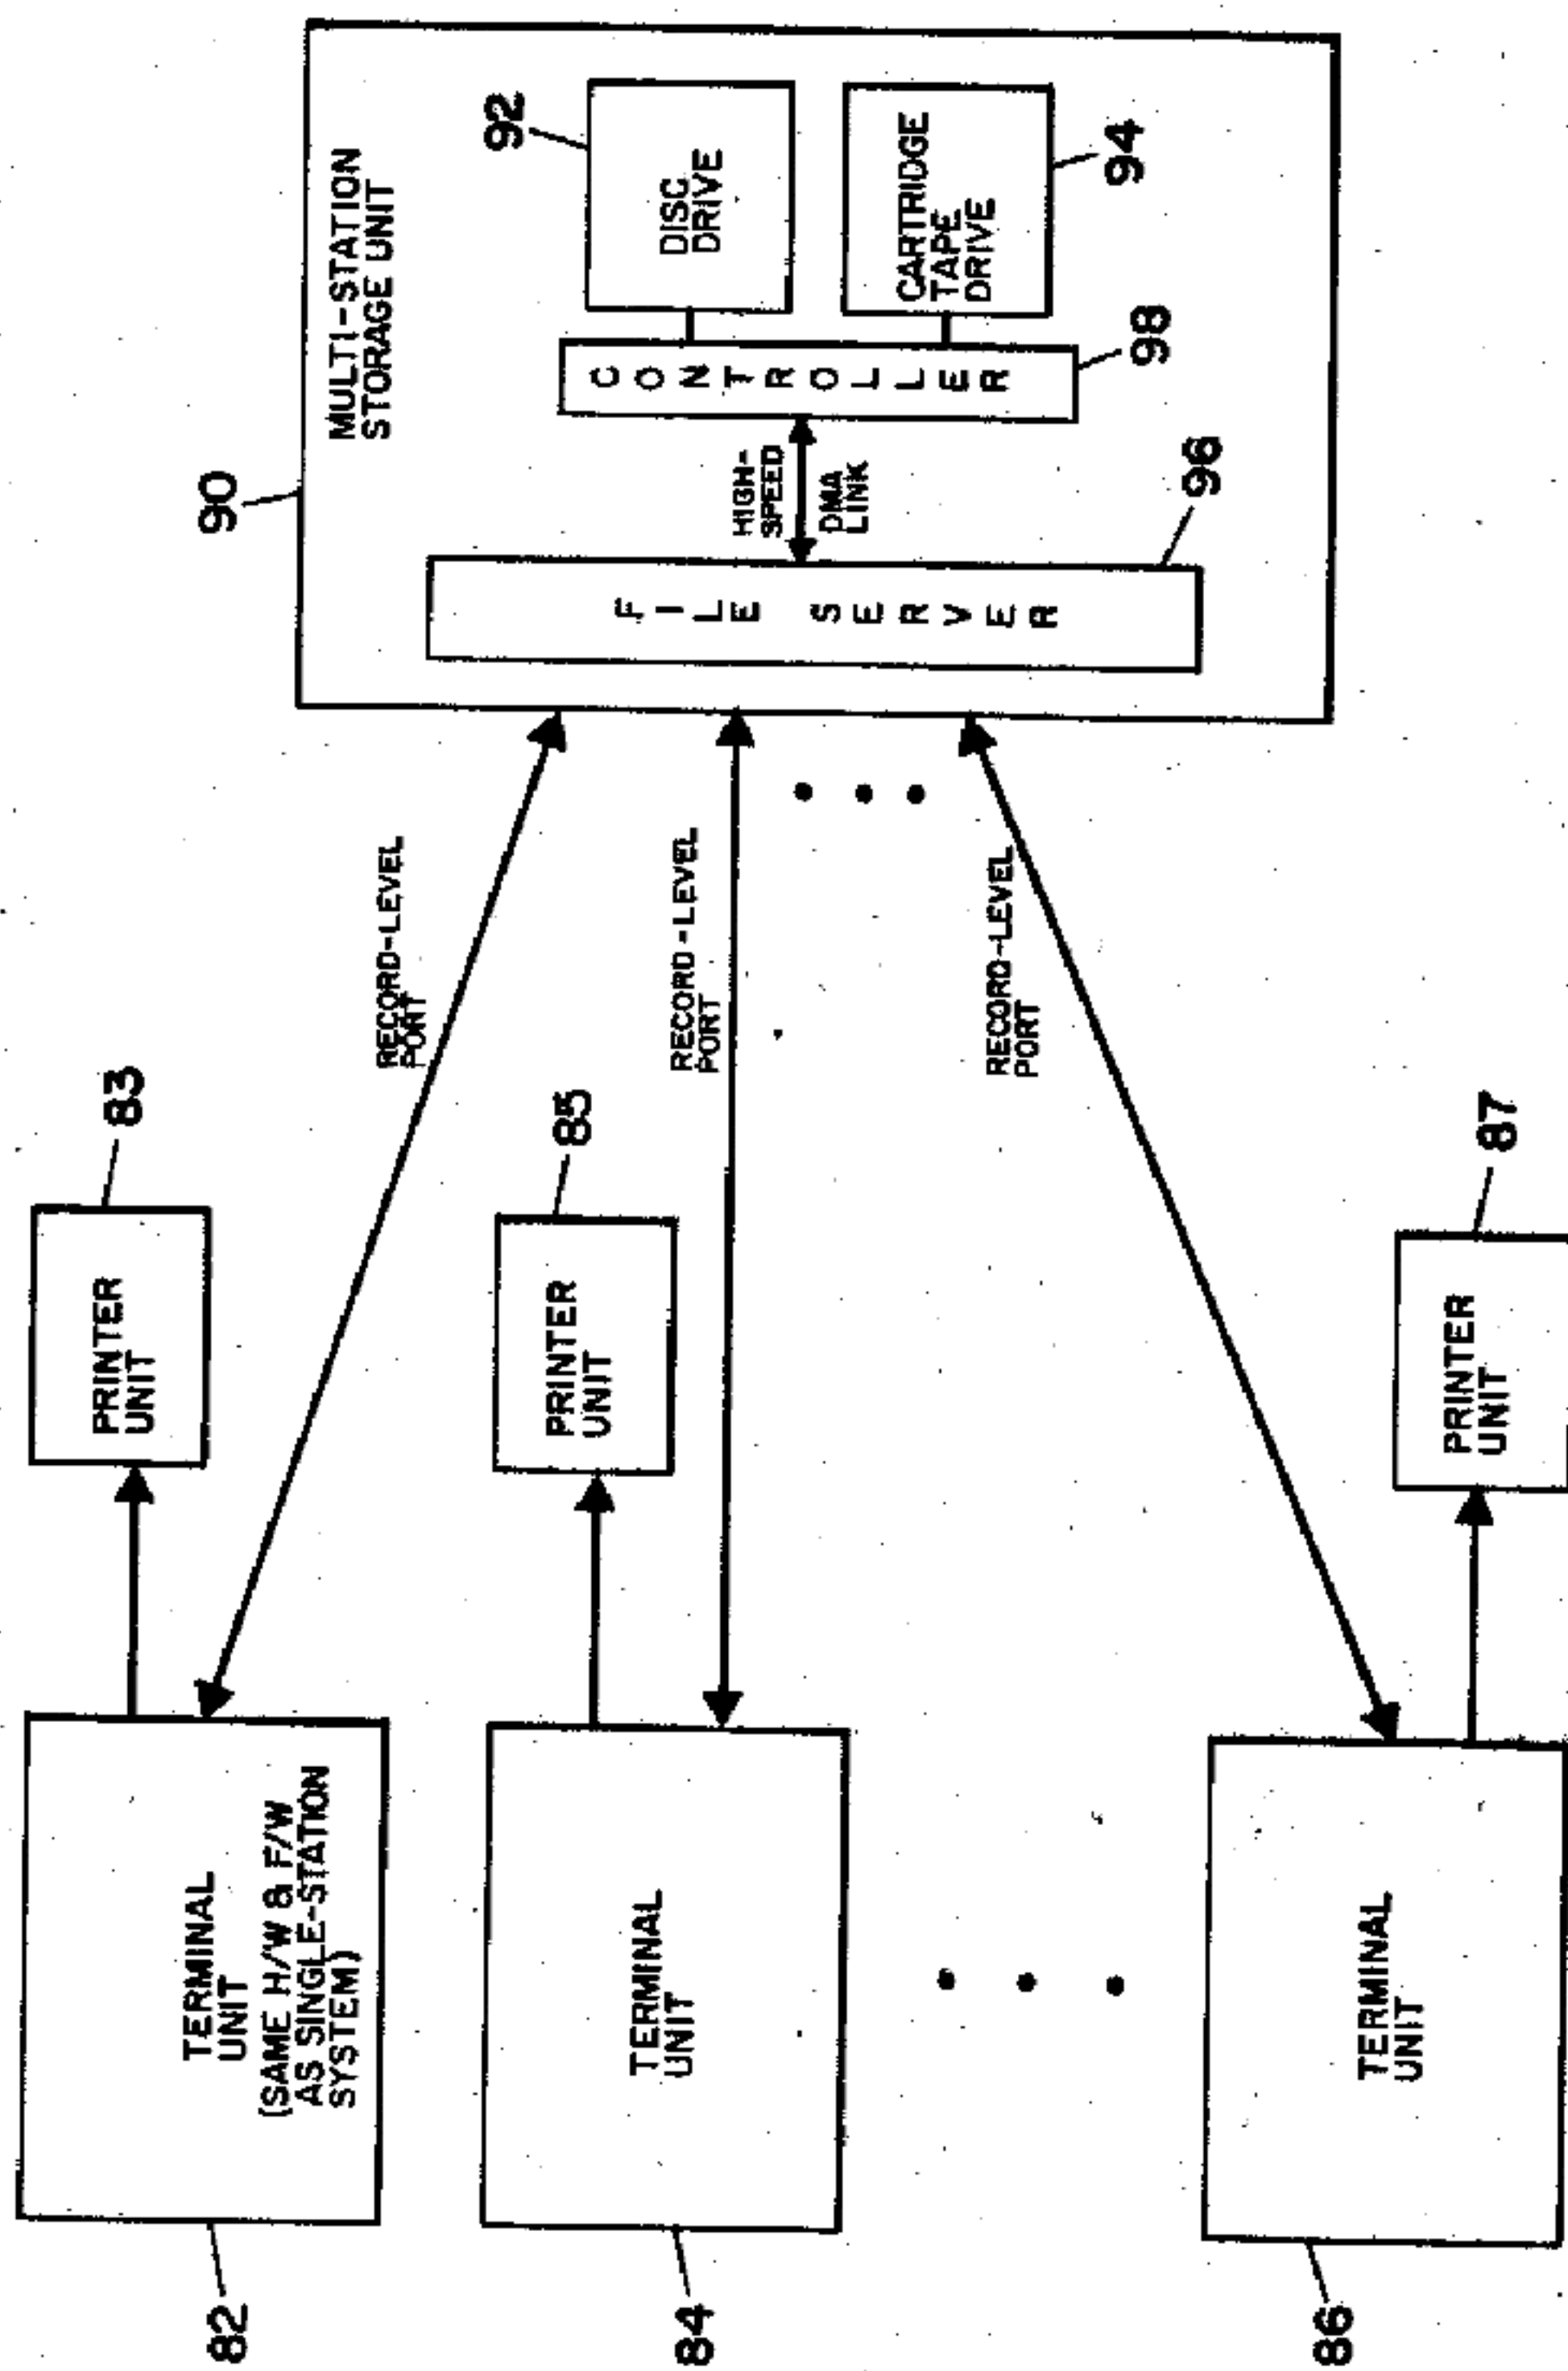 82
TERMINAL
UNIT
(SAME H/W & F/W
AS SINGLE-STATION
SYSTEM)
PRINTER
UNIT
83
RECORD-LEVEL
PORT
84
TERMINAL
UNIT
PRINTER
UNIT
85
RECORD-LEVEL
PORT
86
TERMINAL
UNIT
PRINTER
UNIT
87
RECORD-LEVEL
PORT
90
MULTI-STATION
STORAGE UNIT
FILE SERVER
96
HIGH-
SPEED
DMA
LINK
CONTROLLER
98
DISC
DRIVE
92
CARTRIDGE
TAPE
DRIVE
94